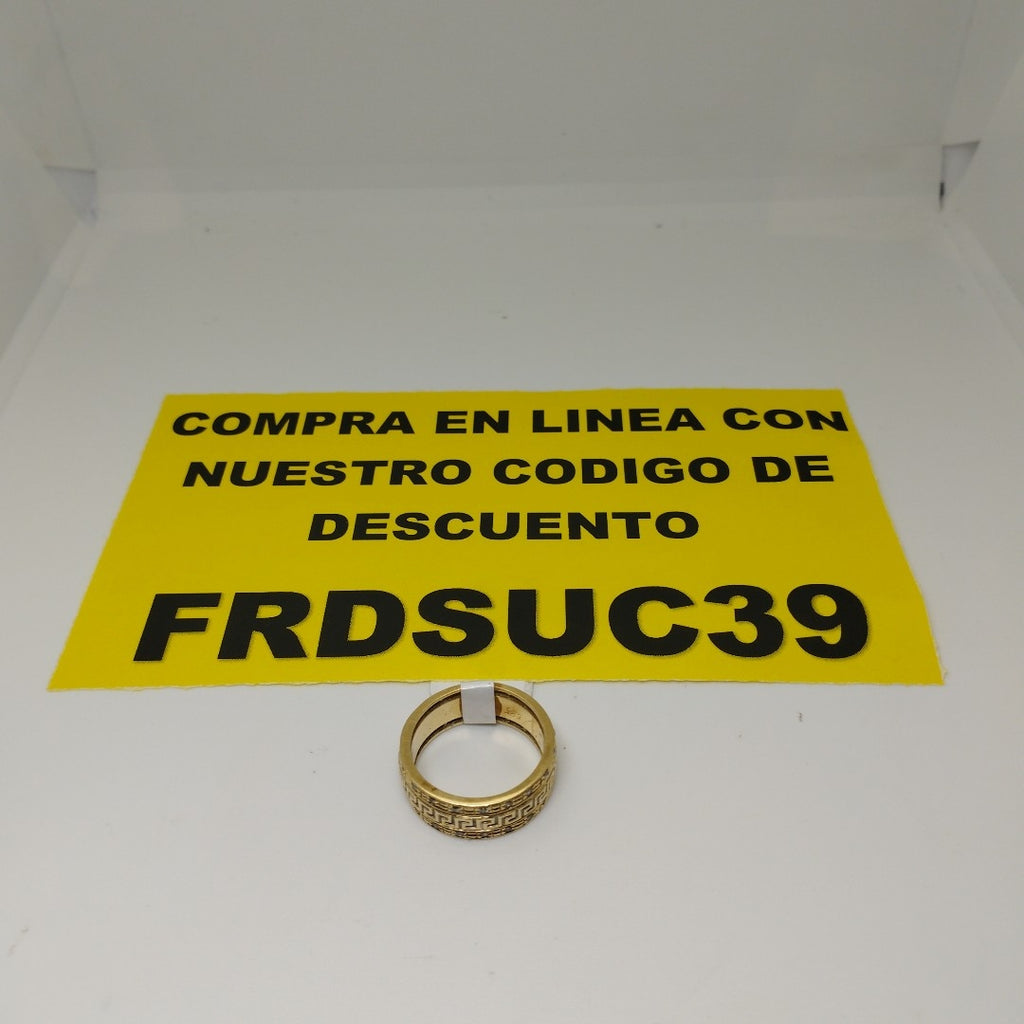 COMPRA EN LINEA CON
NUESTRO CODIGO DE
DESCUENTO
FRDSUC39